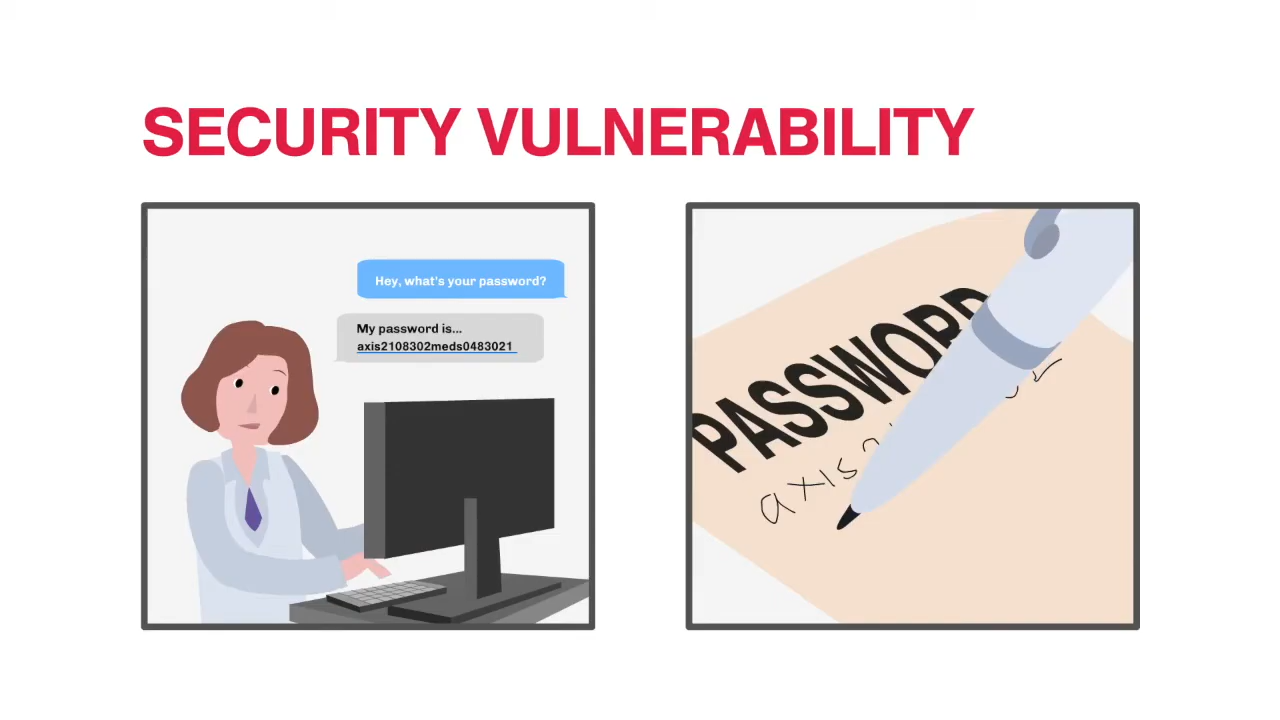 SECURITY VULNERABILITY
Hey, what's your password?
My password is...
axis2108302meds0483021
PASSWORD
axis